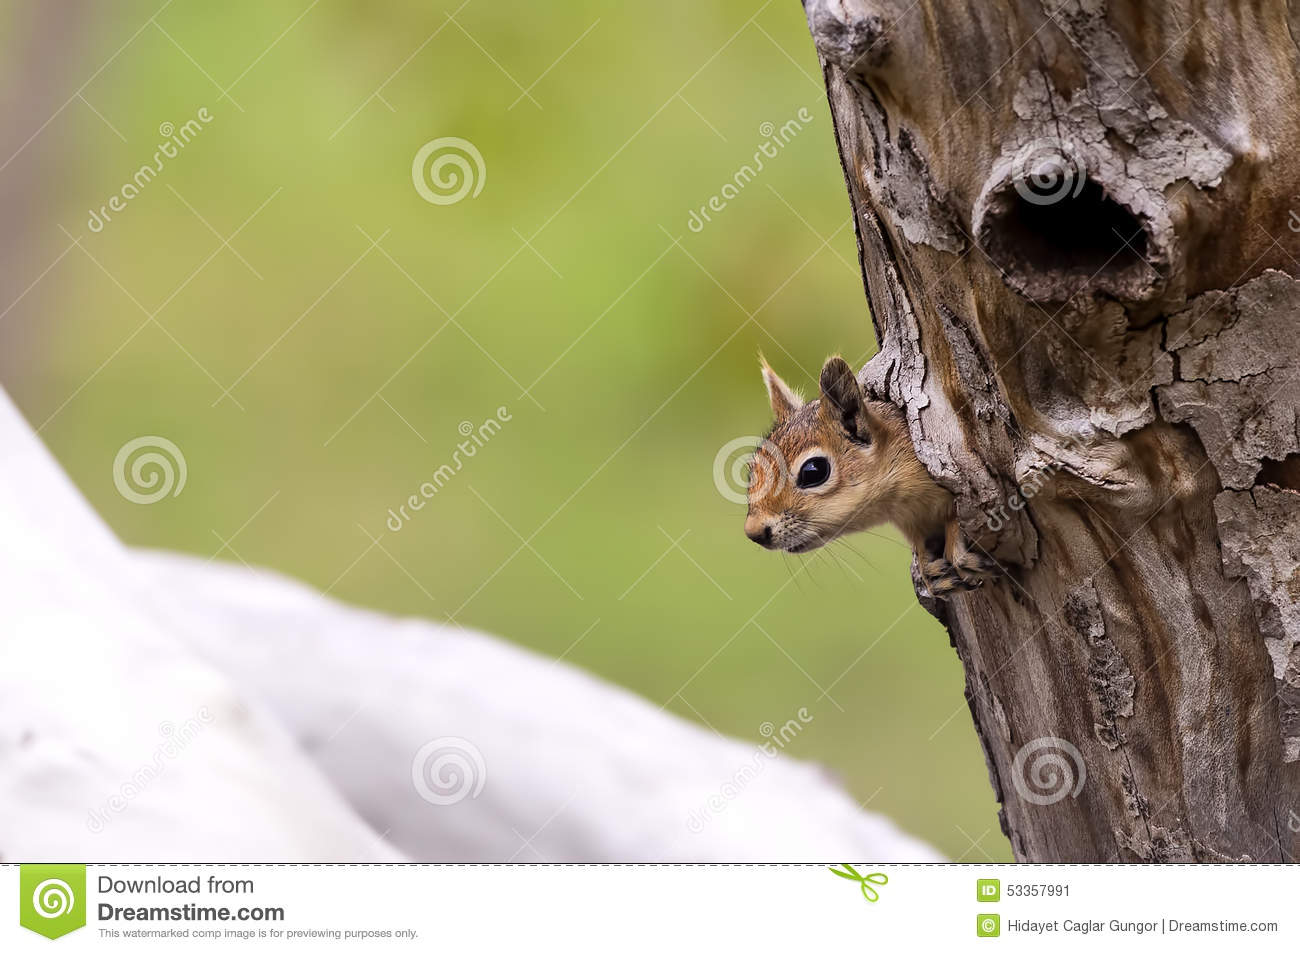 dreamstime.
dreamstime.
dreamstime.
dreamstime.
dreamstime.
Download from
Dreamstime.com
This watermarked comp image is for previewing purposes only.
ID 53357991
© Hidayet Caglar Gungor | Dreamstime.com